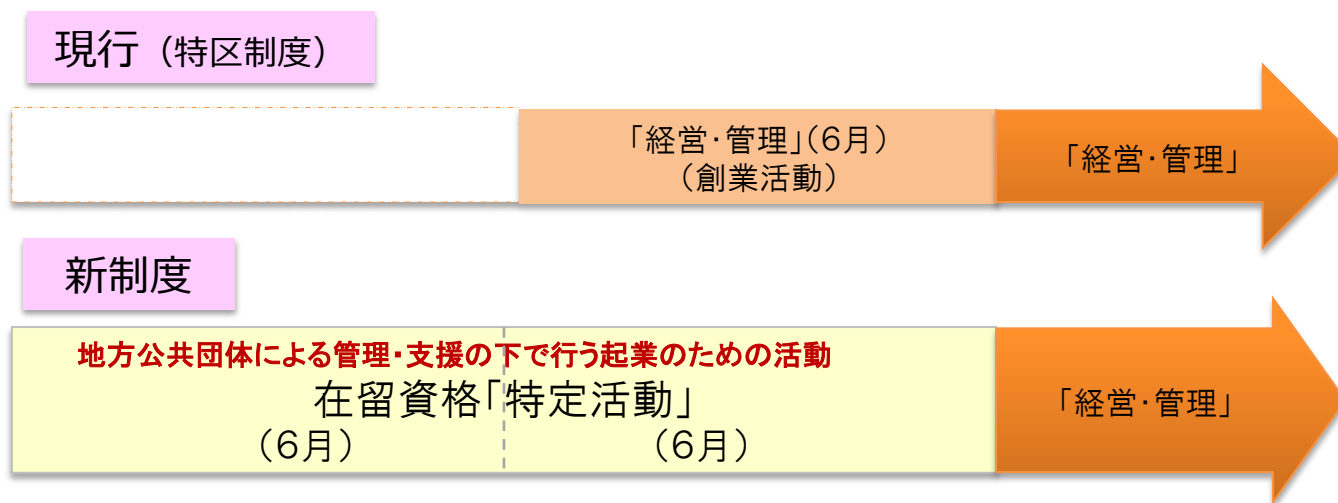 現行（特区制度）
「経営・管理」（６月）
（創業活動）
「経営・管理」
新制度
地方公共団体による管理・支援の下で行う起業のための活動
在留資格「特定活動」
（６月）
（６月）
「経営・管理」